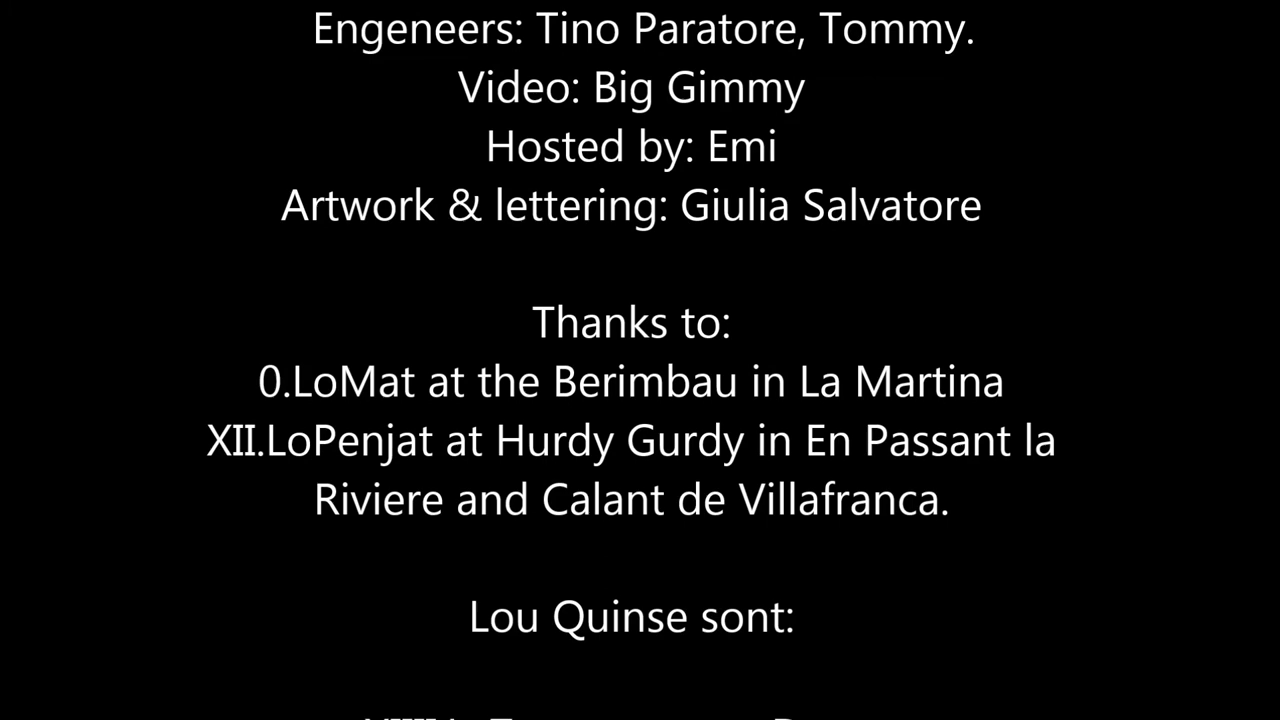 Engeneers: Tino Paratore, Tommy.
Video: Big Gimmy
Hosted by: Emi
Artwork & lettering: Giulia Salvatore
Thanks to:
0.LoMat at the Berimbau in La Martina
XII.LoPenjat at Hurdy Gurdy in En Passant la
Riviere and Calant de Villafranca.
Lou Quinse sont: